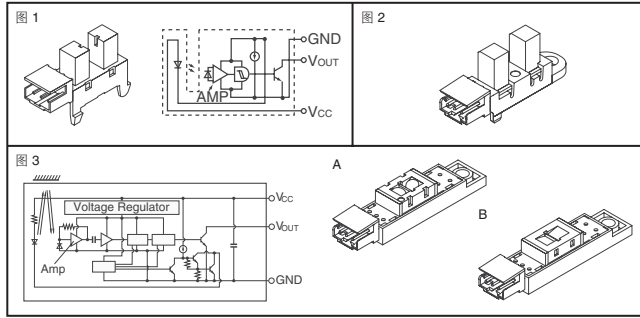 图 1
GND
VOUT
AMP
VCC
图 2
图 3
Voltage Regulator
Amp
VCC
VOUT
GND
A
B